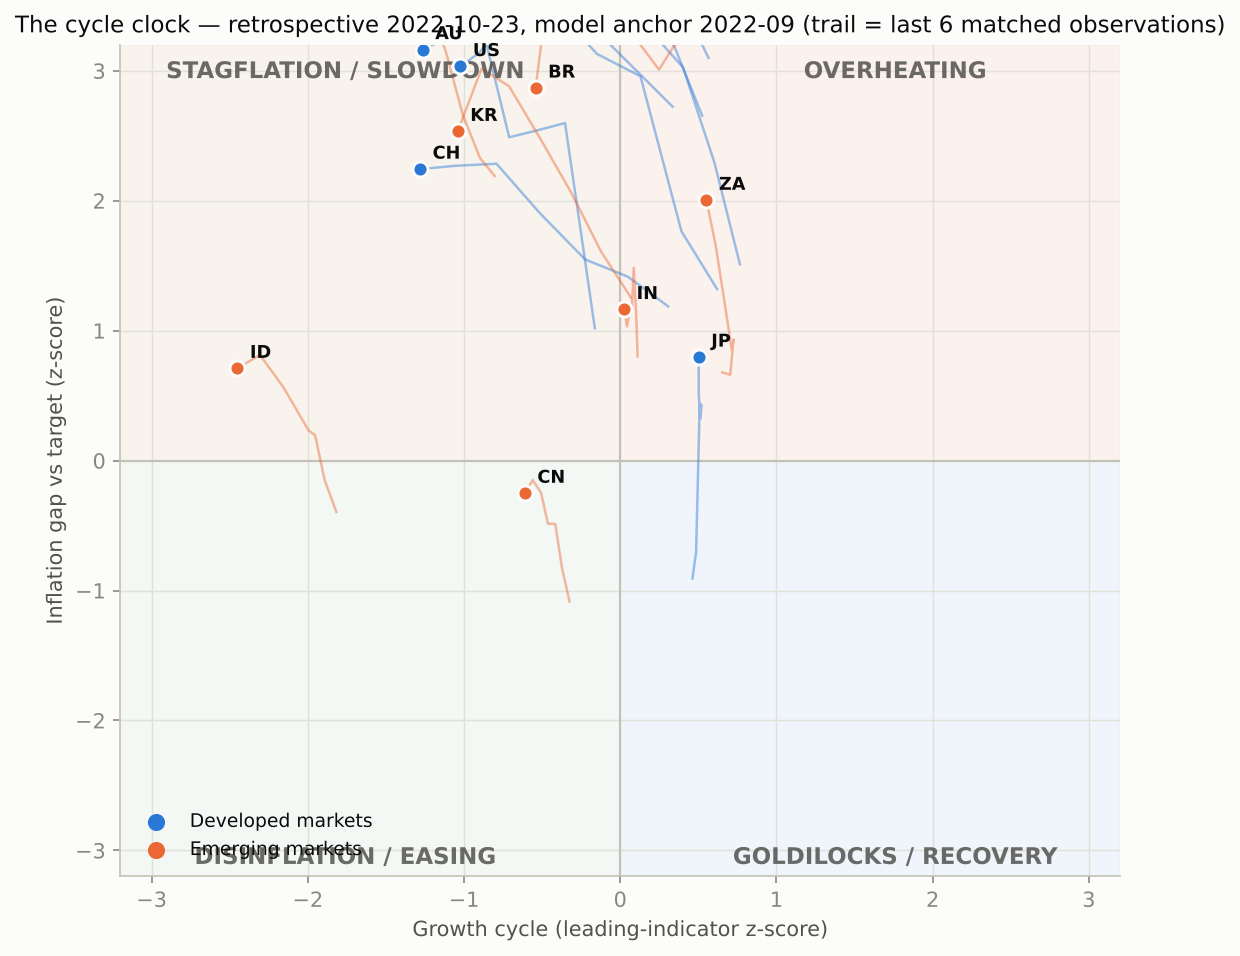 The cycle clock — retrospective 2022-10-23, model anchor 2022-09 (trail = last 6 matched observations)
AU
US
STAGFLATION / SLOWDOWN
BR
OVERHEATING
KR
CH
ZA
IN
JP
ID
CN
3
2
1
0
−1
−2
−3
Inflation gap vs target (z-score)
Developed markets
Emerging markets
DISINFLATION / EASING
GOLDILOCKS / RECOVERY
−3
−2
−1
0
1
2
3
Growth cycle (leading-indicator z-score)